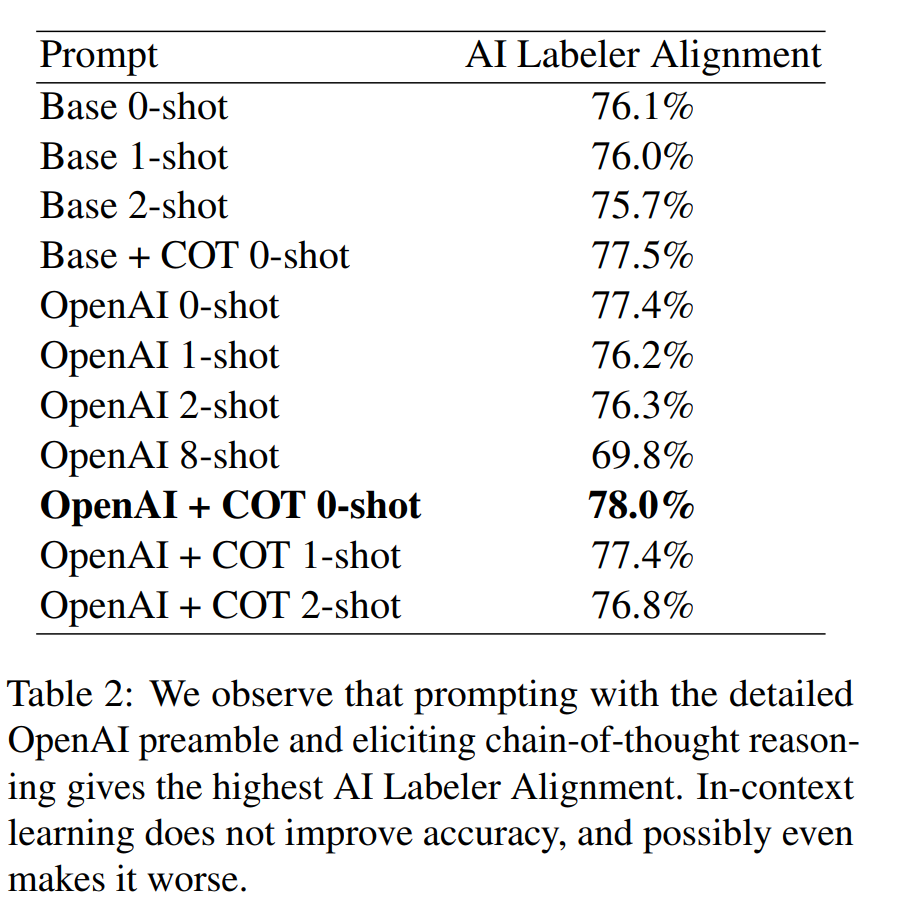 Prompt AI Labeler Alignment
Base 0-shot 76.1%
Base 1-shot 76.0%
Base 2-shot 75.7%
Base + COT 0-shot 77.5%
OpenAI 0-shot 77.4%
OpenAI 1-shot 76.2%
OpenAI 2-shot 76.3%
OpenAI 8-shot 69.8%
OpenAI + COT 0-shot 78.0%
OpenAI + COT 1-shot 77.4%
OpenAI + COT 2-shot 76.8%
Table 2: We observe that prompting with the detailed
OpenAI preamble and eliciting chain-of-thought reason-
ing gives the highest AI Labeler Alignment. In-context
learning does not improve accuracy, and possibly even
makes it worse.